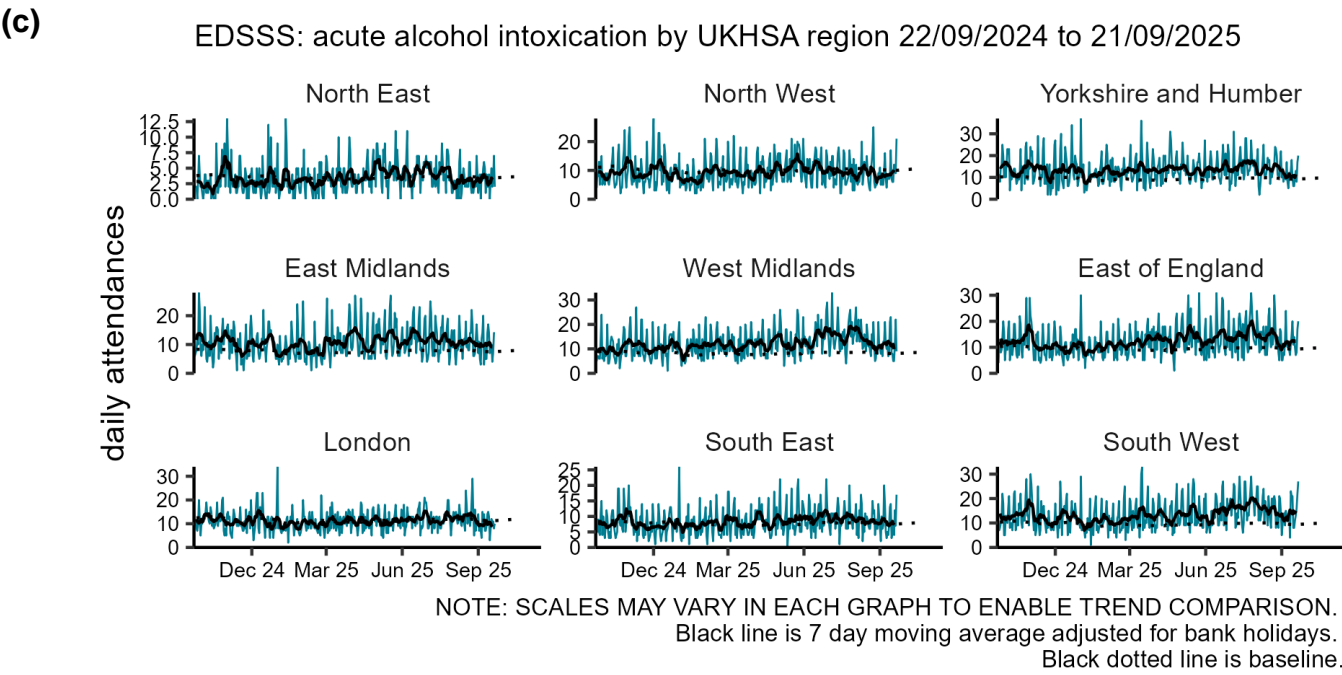 (c)
EDSSS: acute alcohol intoxication by UKHSA region 22/09/2024 to 21/09/2025
daily attendances
North East
12.5
10.0
7.5
5.0
2.5
0.0
North West
20
10
0
Yorkshire and Humber
30
20
10
0
East Midlands
20
10
0
West Midlands
30
20
10
0
East of England
30
20
10
0
London
30
20
10
0
Dec 24 Mar 25 Jun 25 Sep 25
South East
25
20
15
10
5
0
Dec 24 Mar 25 Jun 25 Sep 25
South West
30
20
10
0
Dec 24 Mar 25 Jun 25 Sep 25
NOTE: SCALES MAY VARY IN EACH GRAPH TO ENABLE TREND COMPARISON.
Black line is 7 day moving average adjusted for bank holidays.
Black dotted line is baseline.